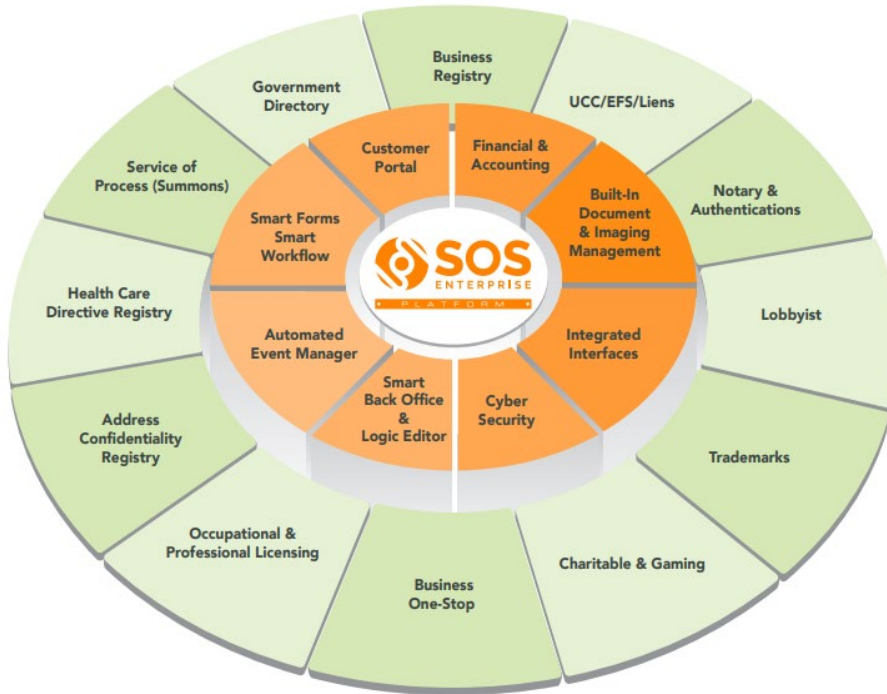 Business
Registry
UCC/EFS/Liens
Notary &
Authentications
Lobbyist
Trademarks
Charitable & Gaming
Business
One-Stop
Occupational &
Professional Licensing
Address
Confidentiality
Registry
Health Care
Directive Registry
Service of
Process (Summons)
Government
Directory
Customer
Portal
Financial &
Accounting
Built-In
Document
& Imaging
Management
Integrated
Interfaces
Cyber
Security
Smart
Back Office
&
Logic Editor
Automated
Event Manager
Smart Forms
Smart
Workflow
SOS
ENTERPRISE
PLATFORM